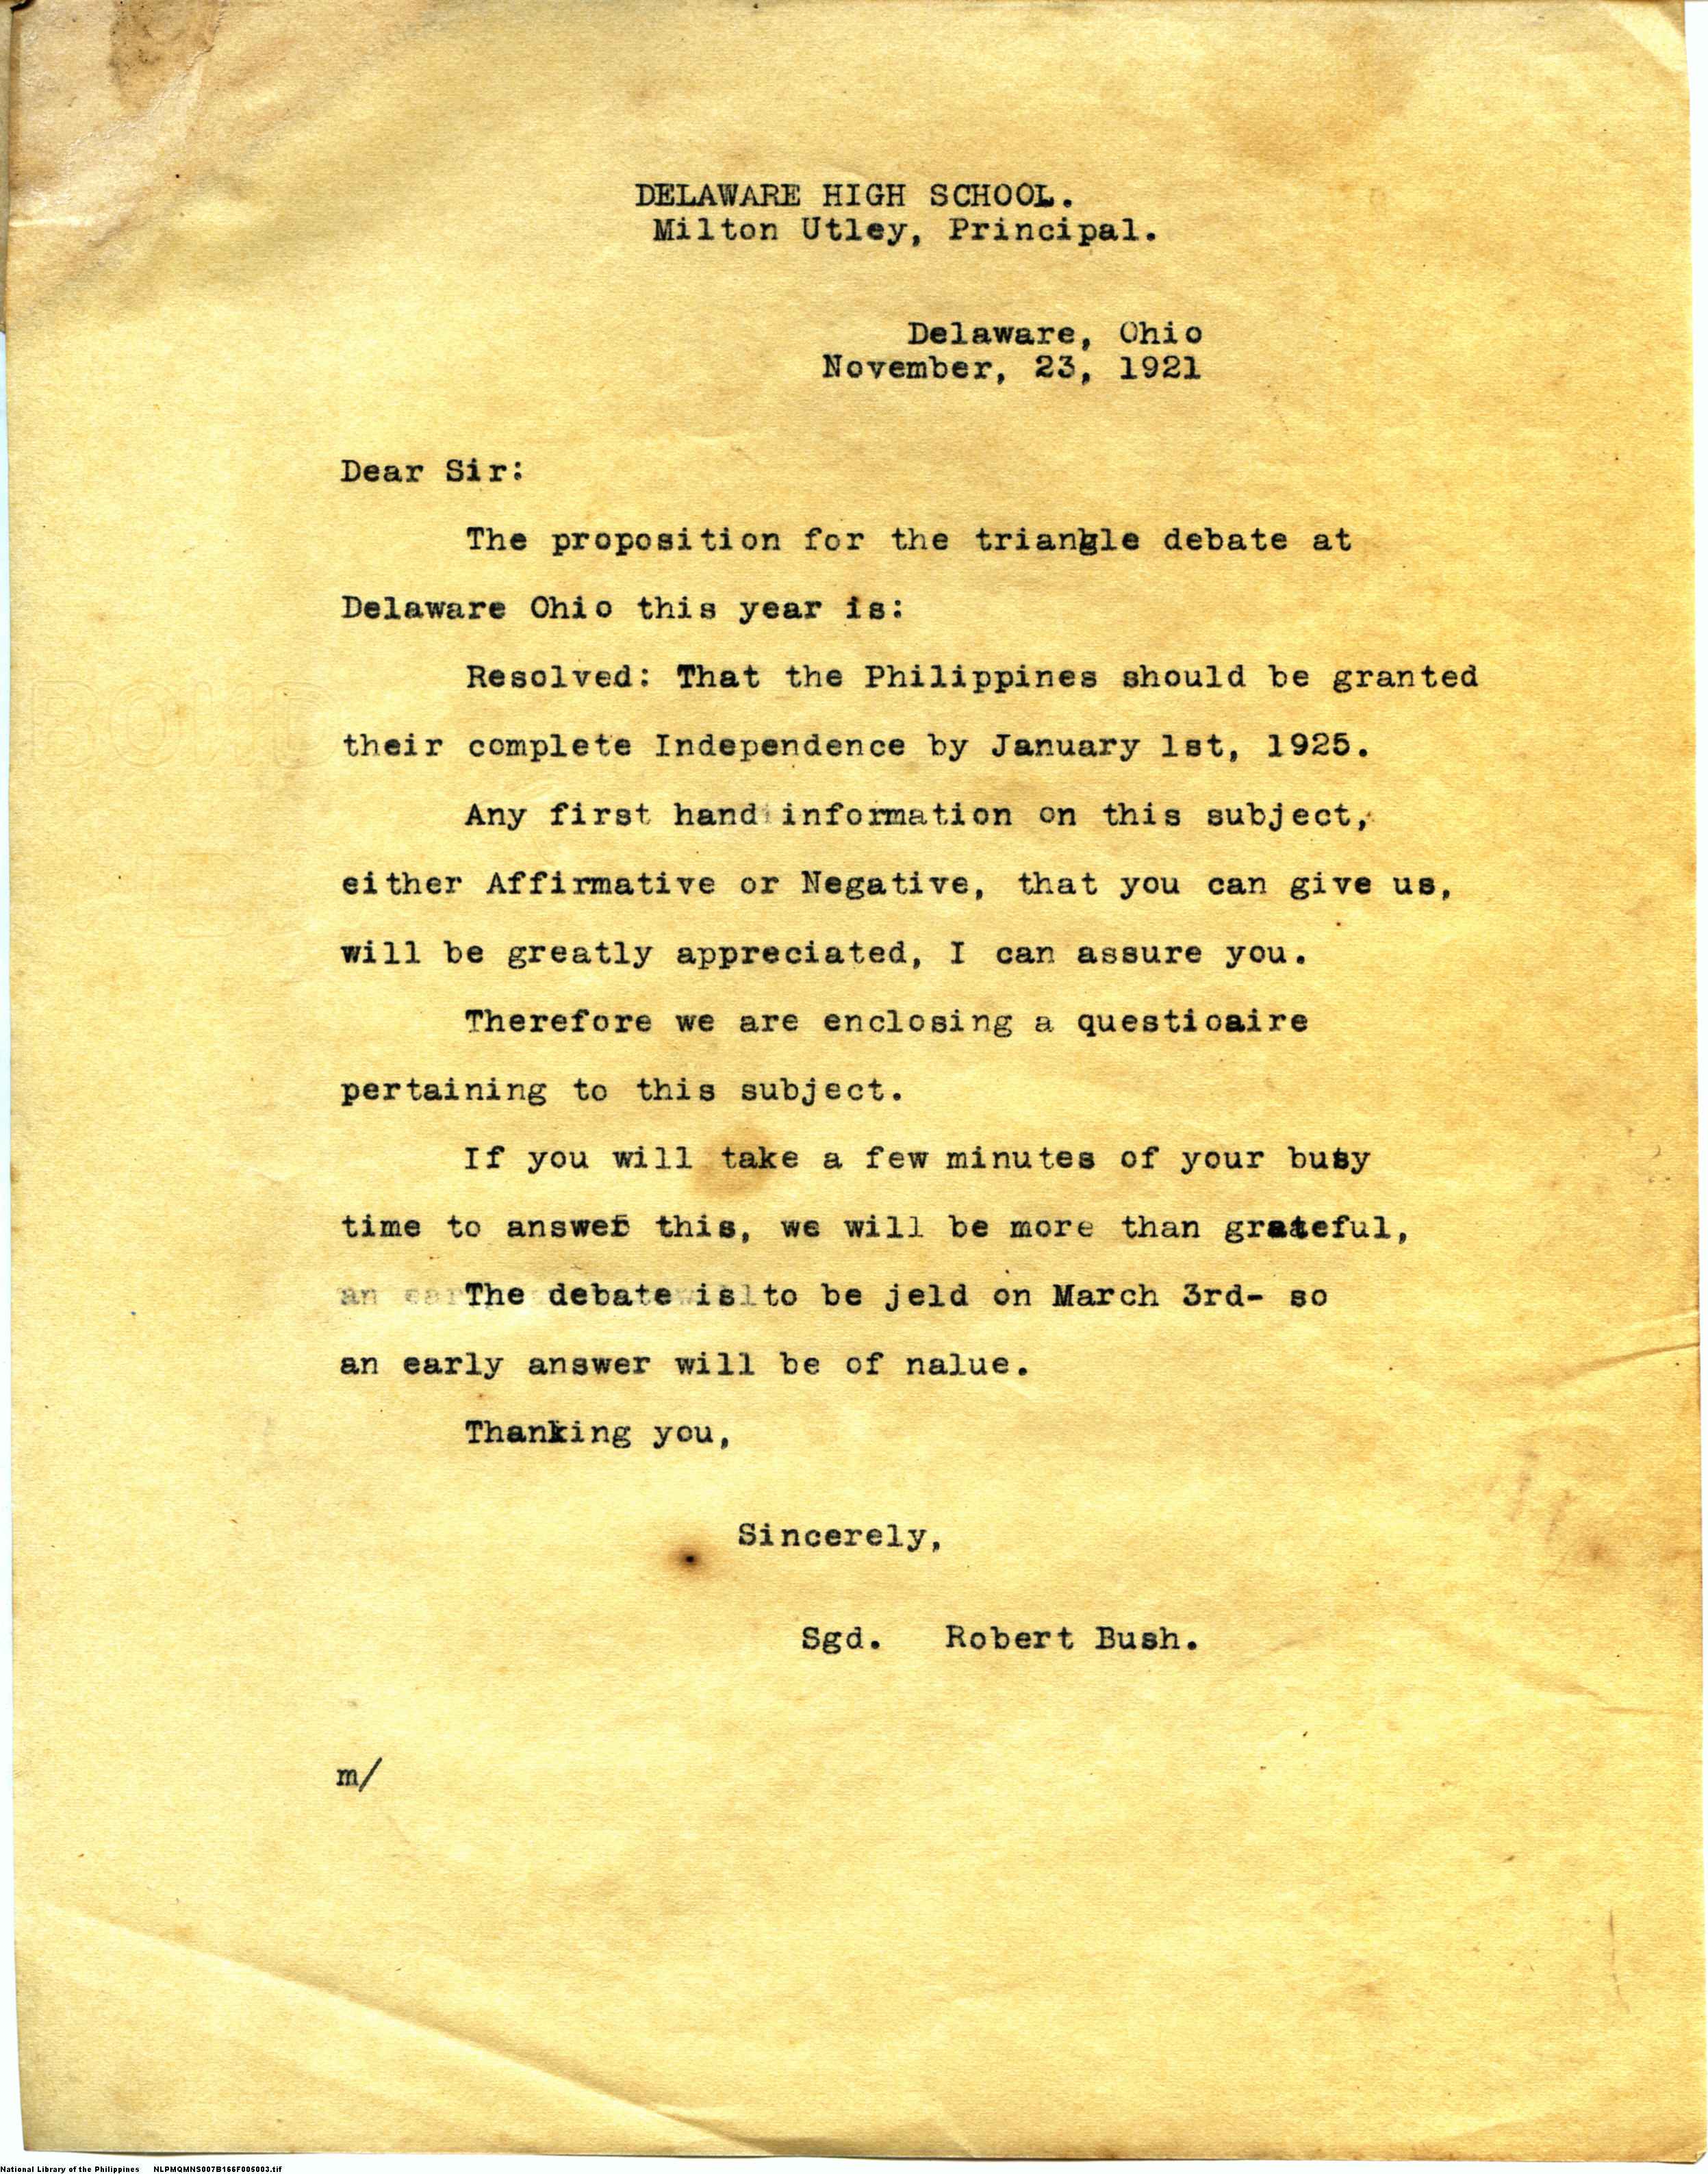 DELAWARE HIGH SCHOOL.
Milton Utley, Principal.
Delaware, Ohio
November, 23, 1921
Dear Sir:
The proposition for the triangle debate at
Delaware Ohio this year is:
Resolved: That the Philippines should be granted
their complete Independence by January 1st, 1925.
Any first hand information on this subject,
either Affirmative or Negative, that you can give us,
will be greatly appreciated, I can assure you.
Therefore we are enclosing a questioaire
pertaining to this subject.
If you will take a few minutes of your busy
time to answer this, we will be more than grateful,
The debate is to be jeld on March 3rd- so
an early answer will be of nalue.
Thanking you,
Sincerely,
Sgd. Robert Bush.
m/
National Library of the Philippines NLPMQMNS007B166F006003.tif